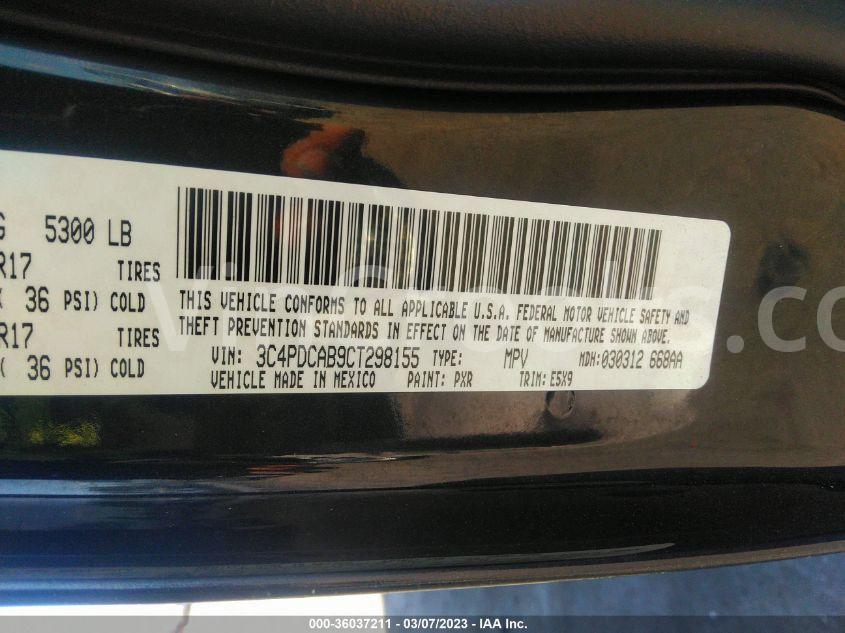 G 5300 LB
R17 TIRES
( 36 PSI) COLD
R17 TIRES
( 36 PSI) COLD
THIS VEHICLE CONFORMS TO ALL APPLICABLE U.S.A. FEDERAL MOTOR VEHICLE SAFETY AND
THEFT PREVENTION STANDARDS IN EFFECT ON THE DATE OF MANUFACTURE SHOWN ABOVE.
VIN: 3C4PDCAB9CT298155 TYPE: MPV MDH: 030312 668AA
VEHICLE MADE IN MEXICO PAINT: PXR TRIM: E5X9
000-36037211 - 03/07/2023 - IAA Inc.